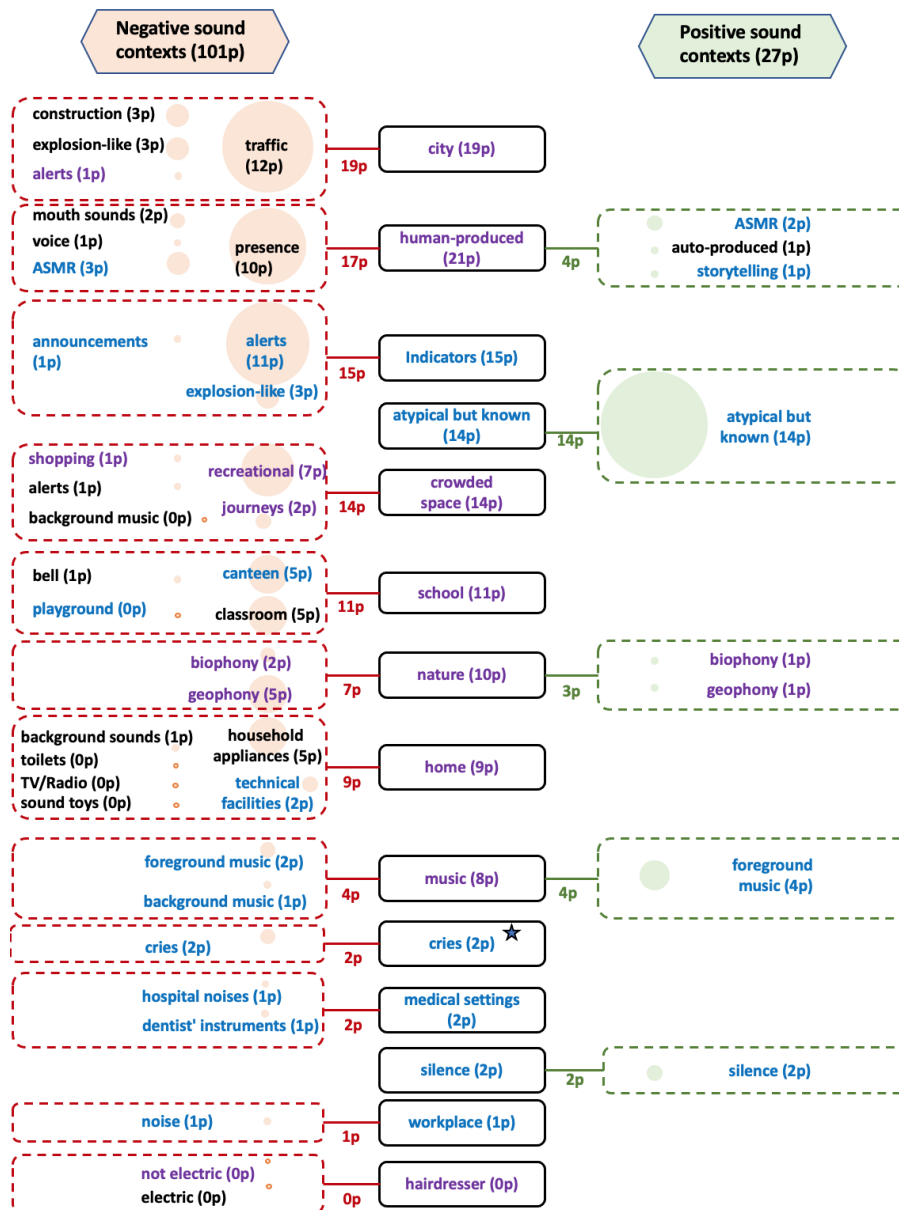 Negative sound
contexts (101p)
Positive sound
contexts (27p)
construction (3p)
explosion-like (3p)
alerts (1p)
traffic
(12p)
19p
city (19p)
mouth sounds (2p)
voice (1p)
ASMR (3p)
presence
(10p)
17p
human-produced
(21p)
4p
ASMR (2p)
auto-produced (1p)
storytelling (1p)
announcements
(1p)
alerts
(11p)
explosion-like (3p)
15p
Indicators (15p)
atypical but known
(14p)
14p
atypical but
known (14p)
shopping (1p)
alerts (1p)
background music (0p)
recreational (7p)
journeys (2p)
14p
crowded
space (14p)
bell (1p)
playground (0p)
canteen (5p)
classroom (5p)
11p
school (11p)
biophony (2p)
geophony (5p)
7p
nature (10p)
3p
biophony (1p)
geophony (1p)
background sounds (1p)
toilets (0p)
TV/Radio (0p)
sound toys (0p)
household
appliances (5p)
technical
facilities (2p)
9p
home (9p)
foreground music (2p)
background music (1p)
4p
music (8p)
4p
foreground
music (4p)
cries (2p)
2p
cries (2p)
hospital noises (1p)
dentist' instruments (1p)
2p
medical settings
(2p)
silence (2p)
2p
silence (2p)
noise (1p)
1p
workplace (1p)
not electric (0p)
electric (0p)
0p
hairdresser (0p)